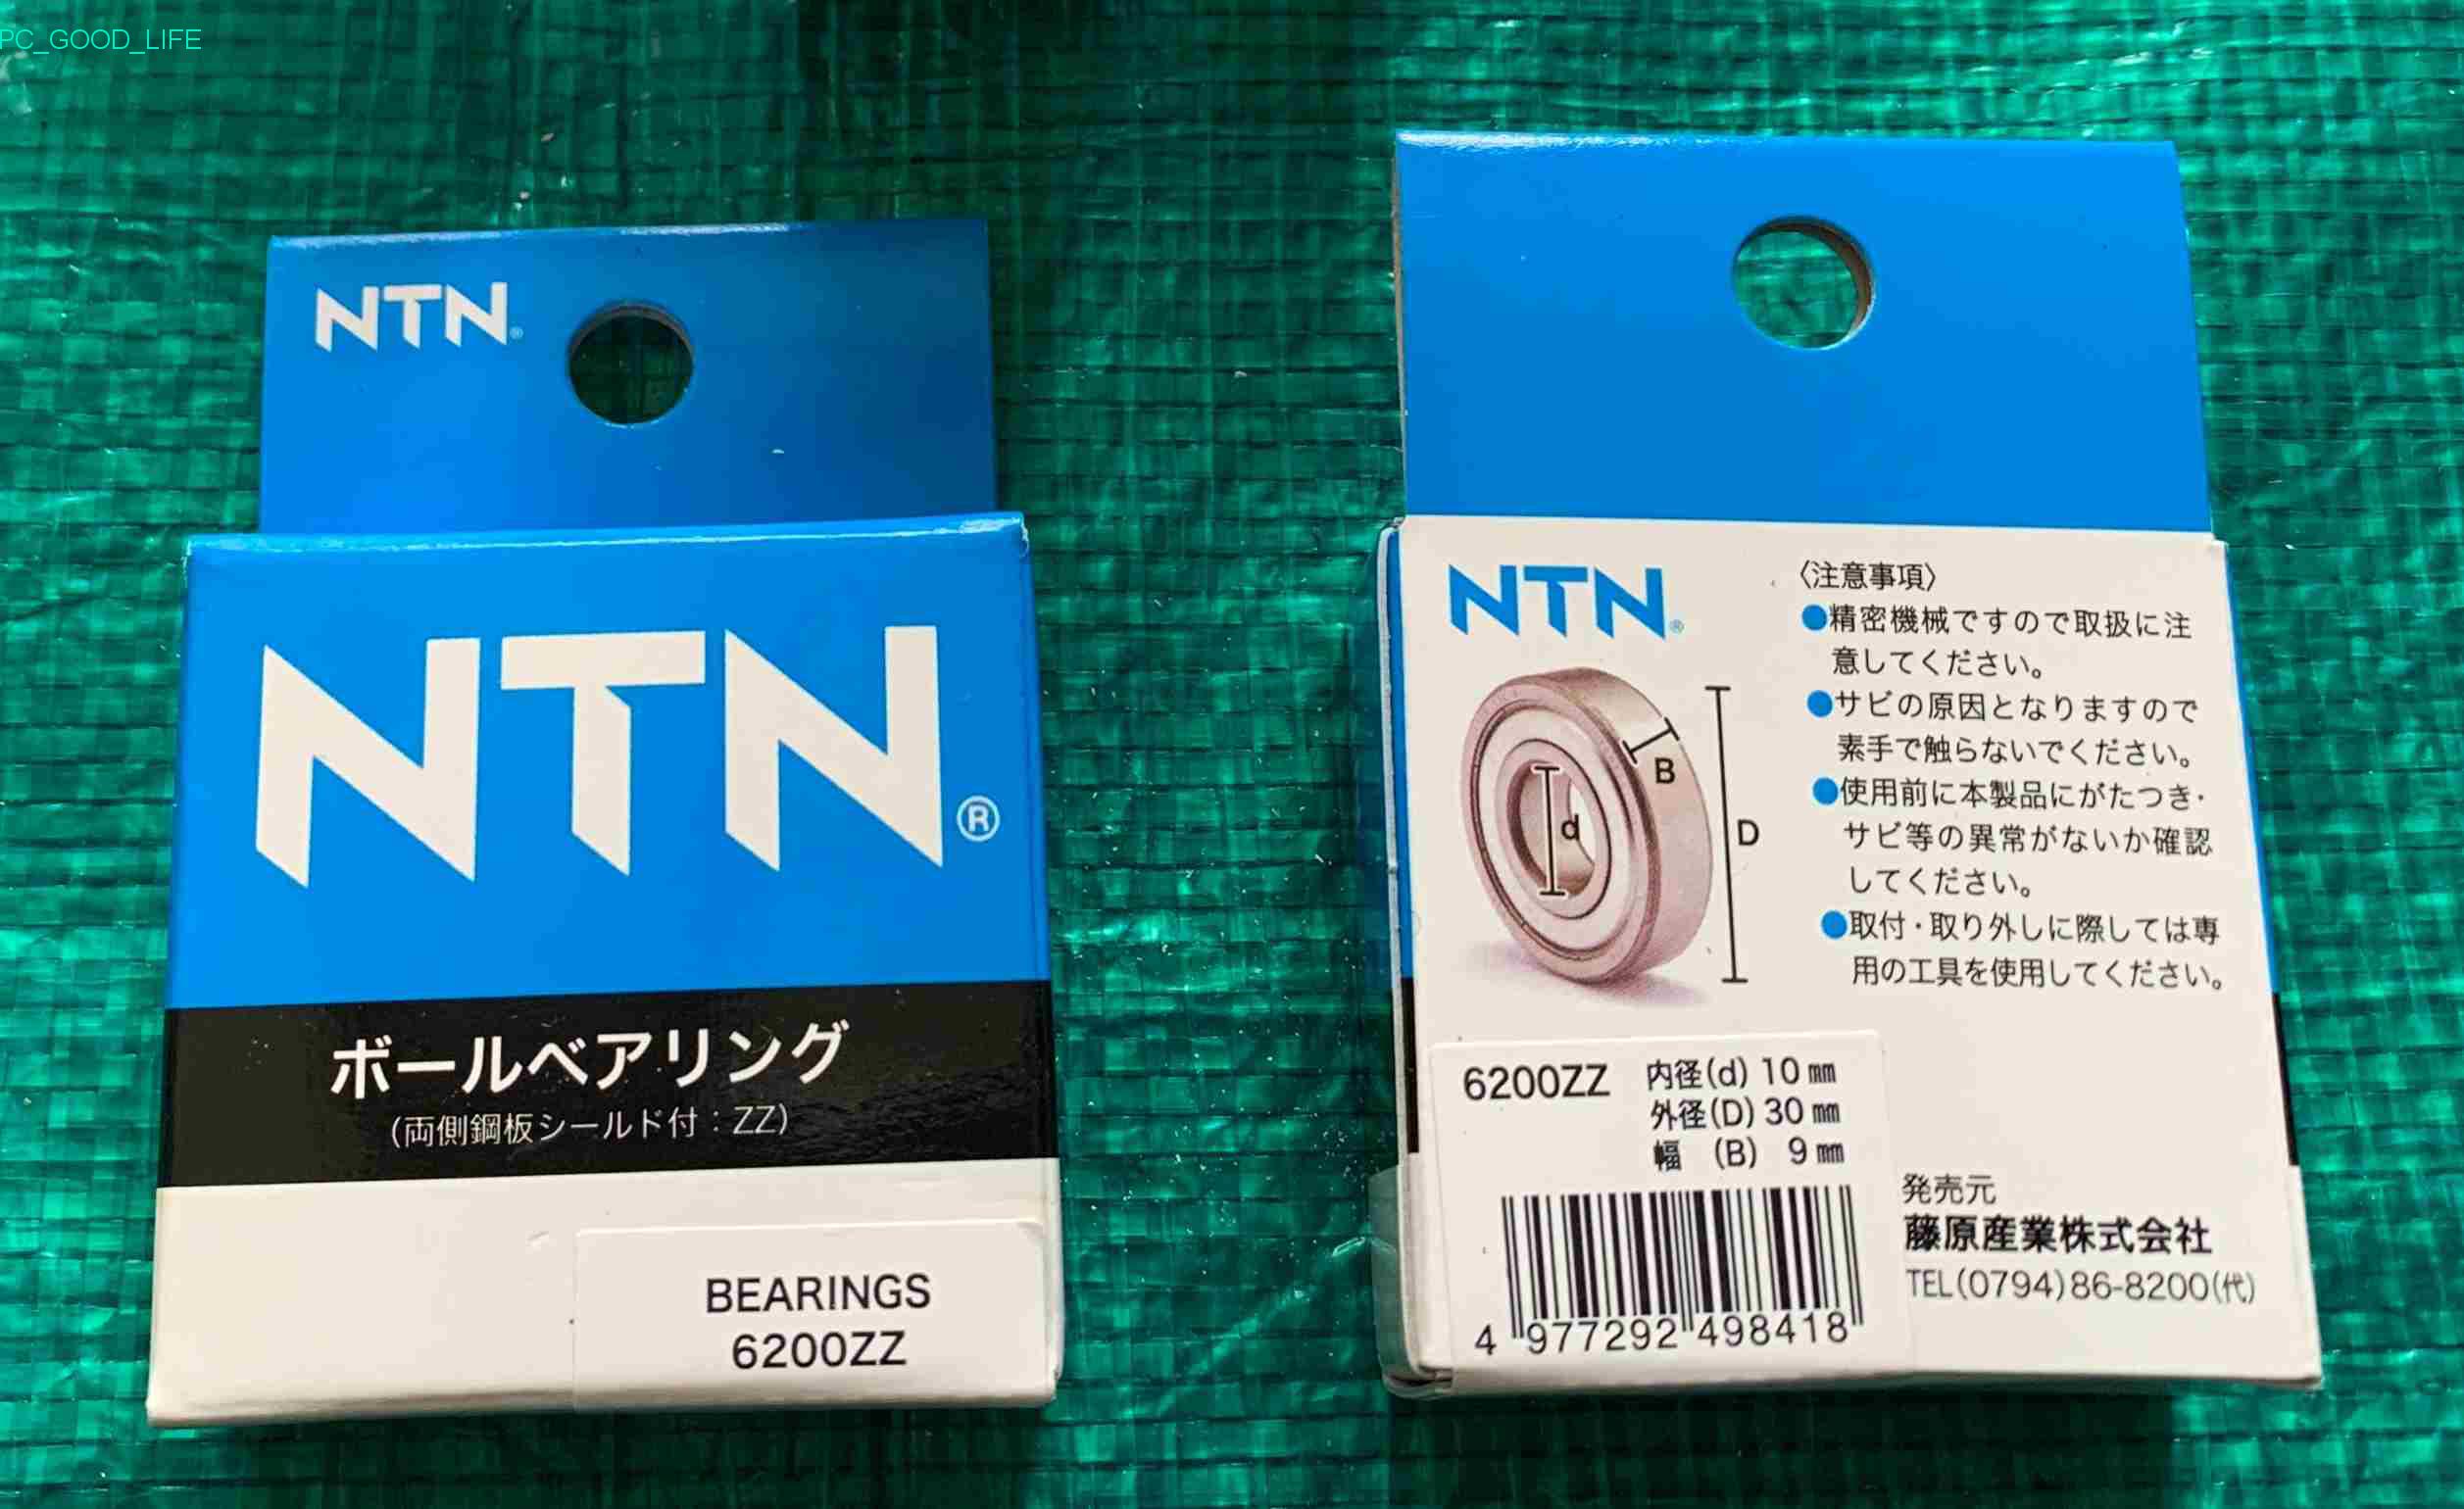 PC_GOOD_LIFE
NTN®
NTN®
ボールベアリング
(両側鋼板シールド付：ZZ)
BEARINGS
6200ZZ
NTN®
〈注意事項〉
●精密機械ですので取扱に注
意してください。
●サビの原因となりますので
素手で触らないでください。
●使用前に本製品にがたつき・
サビ等の異常がないか確認
してください。
●取付・取り外しに際しては専
用の工具を使用してください。
B
d
D
6200ZZ 内径(d) 10㎜
外径(D) 30㎜
幅 (B) 9㎜
4 977292 498418
発売元
藤原産業株式会社
TEL(0794)86-8200(代)